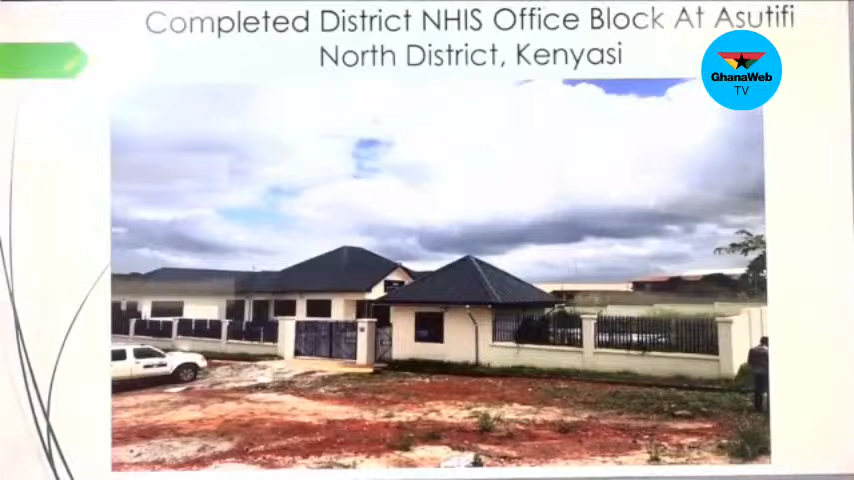 Completed District NHIS Office Block At Asutifi
North District, Kenyasi
GhanaWeb
TV